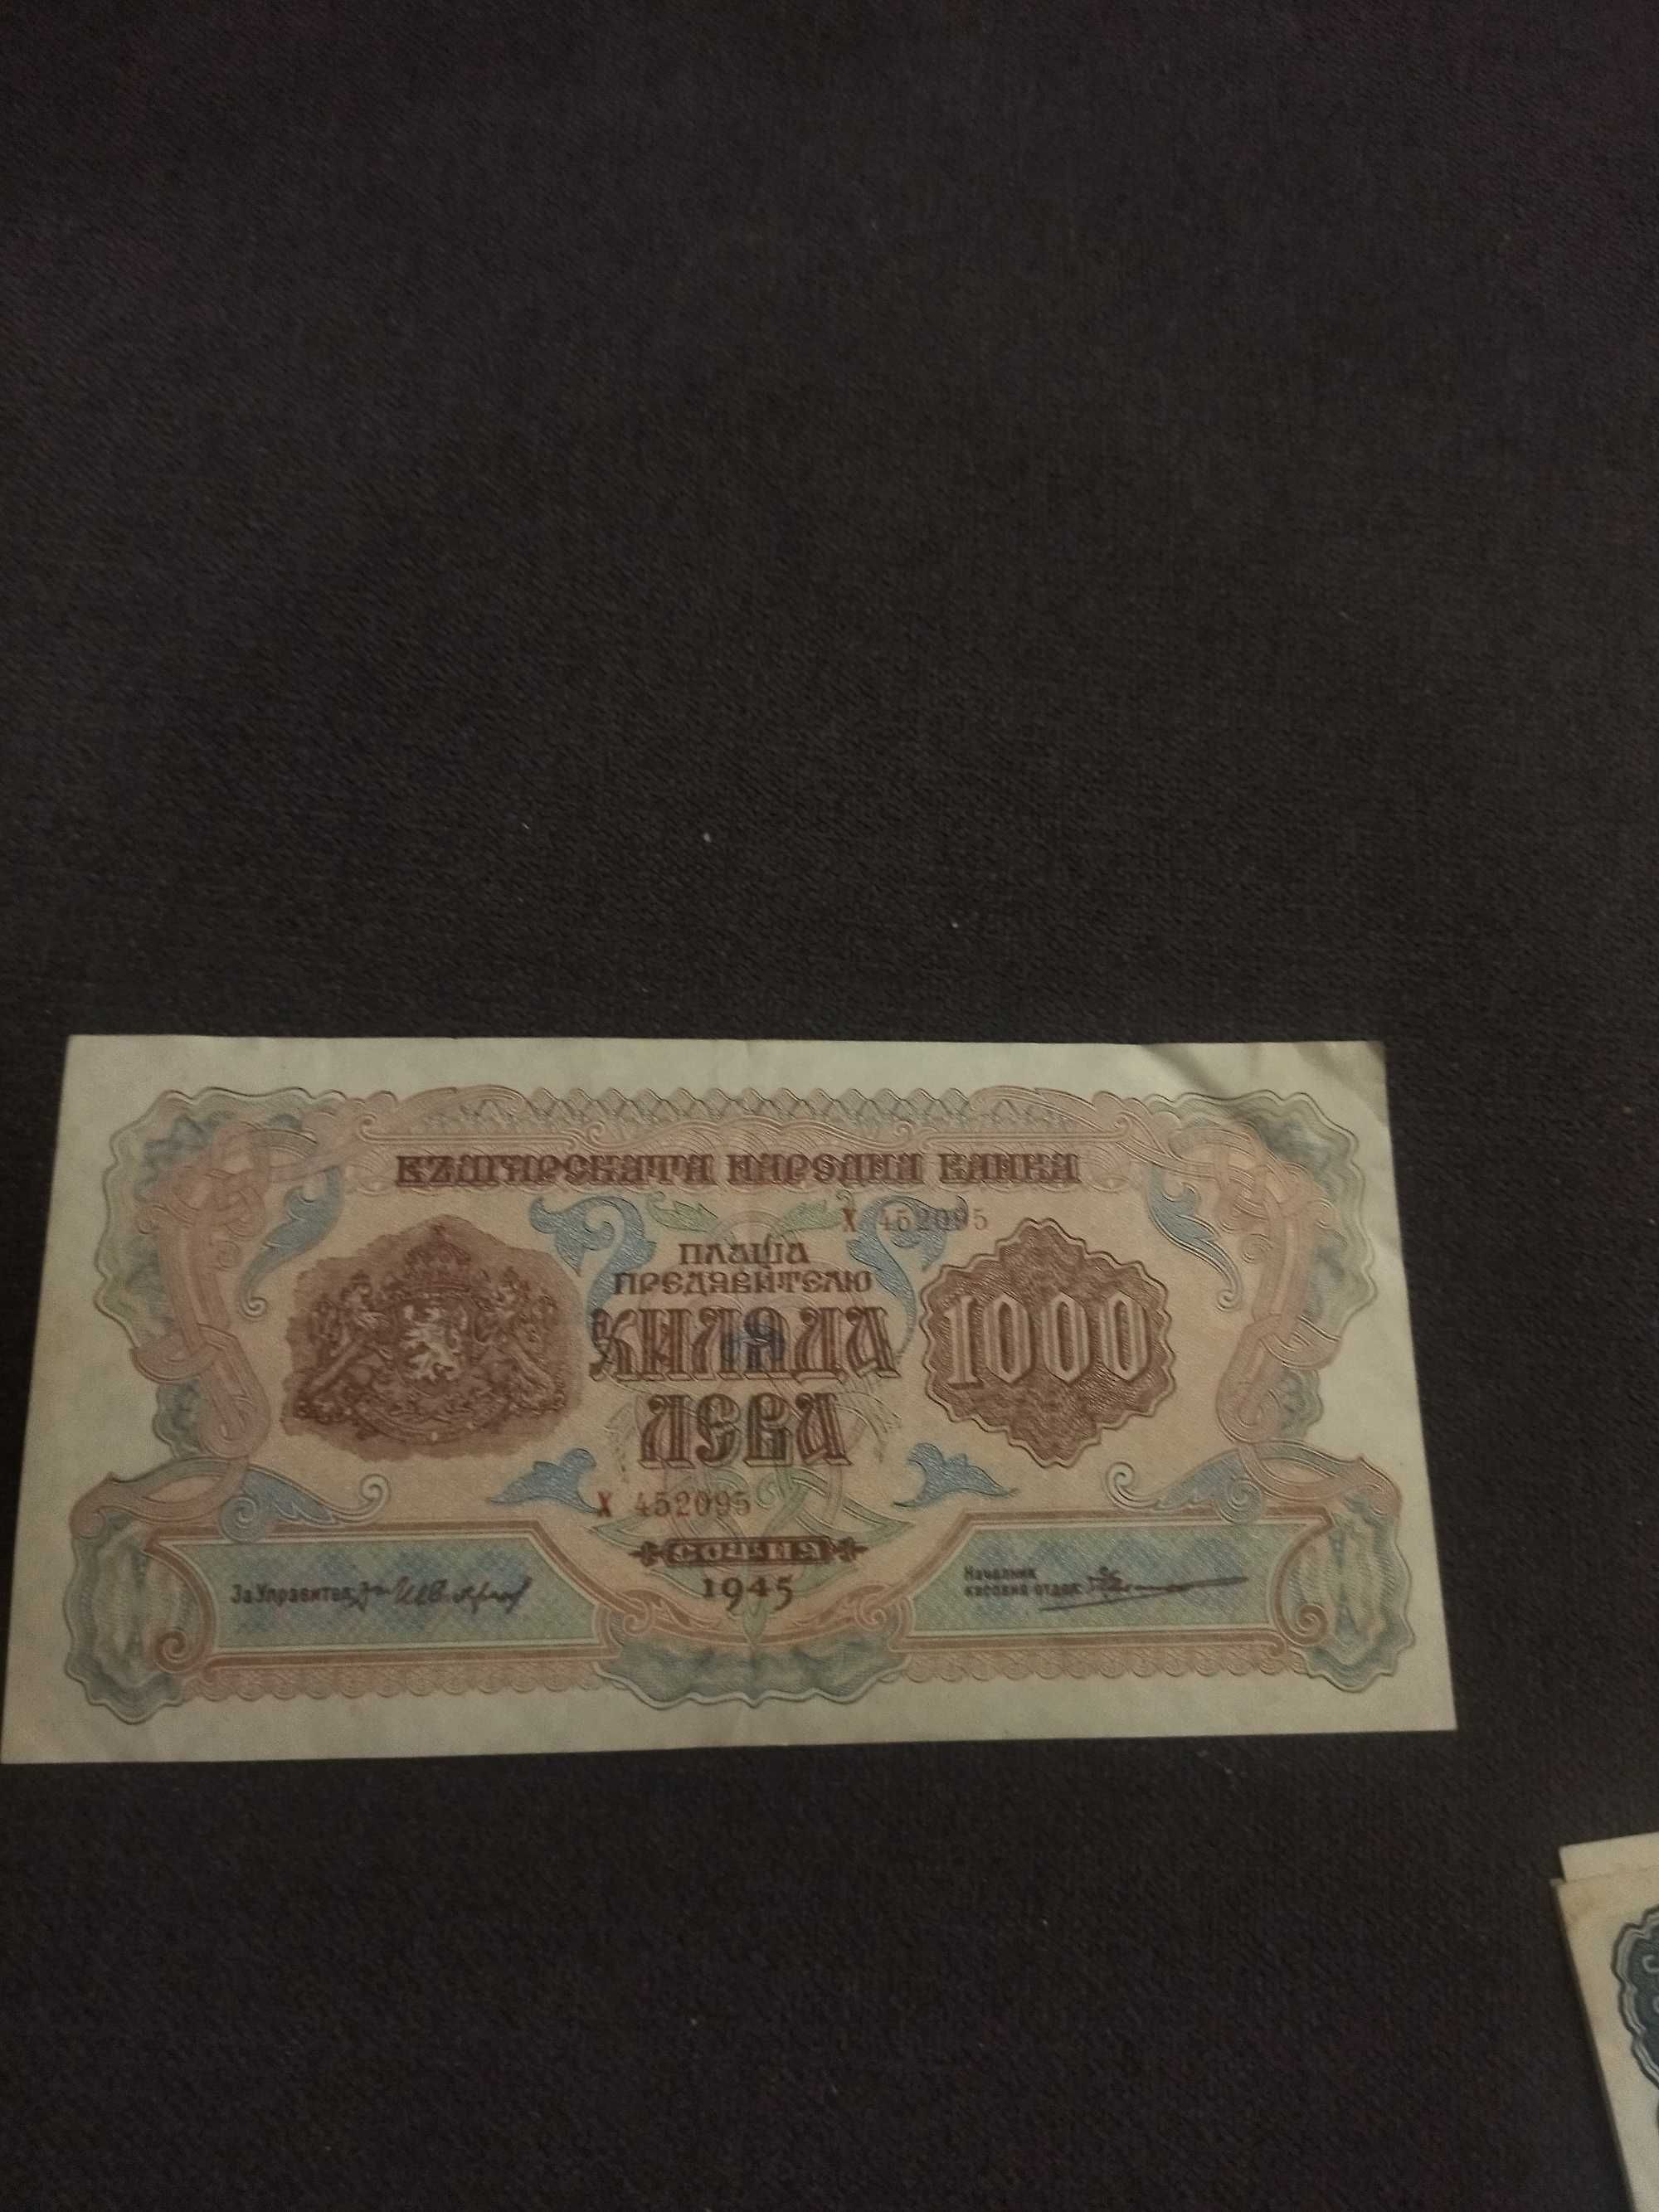 БЪЛГАРСКАТА НАРОДНА БАНКА
Х 452095
ПЛАЩА
ПРЕДЯВИТЕЛЮ
ХИЛЯДА
ЛЕВА
1000
Х 452095
СОФИЯ
1945
За Управител
Началник
касовия отдел